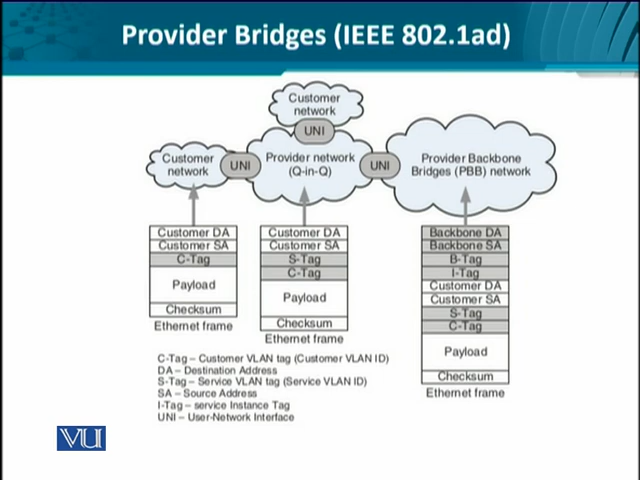 Provider Bridges (IEEE 802.1ad)
Customer
network
UNI
Customer
network
UNI
Provider network
(Q-in-Q)
UNI
Provider Backbone
Bridges (PBB) network
Customer DA
Customer SA
C-Tag
Payload
Checksum
Ethernet frame
Customer DA
Customer SA
S-Tag
C-Tag
Payload
Checksum
Ethernet frame
Backbone DA
Backbone SA
B-Tag
I-Tag
Customer DA
Customer SA
S-Tag
C-Tag
Payload
Checksum
Ethernet frame
C-Tag – Customer VLAN tag (Customer VLAN ID)
DA – Destination Address
S-Tag – Service VLAN tag (Service VLAN ID)
SA – Source Address
I-Tag – service Instance Tag
UNI – User-Network Interface
VU